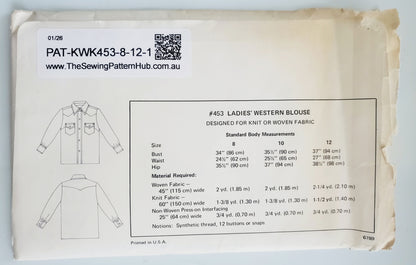 01/26
PAT-KWK453-8-12-1
www.TheSewingPatternHub.com.au
#453 LADIES' WESTERN BLOUSE
DESIGNED FOR KNIT OR WOVEN FABRIC
Standard Body Measurements
Size 8 10 12
Bust 34" (86 cm) 35½" (90 cm) 37" (94 cm)
Waist 24½" (62 cm) 25½" (65 cm) 27" (68 cm)
Hip 35½" (90 cm) 37" (94 cm) 38½" (98 cm)
Material Required:
Woven Fabric –
45" (115 cm) wide 2 yd. (1.85 m) 2 yd. (1.85 m) 2-1/4 yd. (2.10 m)
Knit Fabric –
60" (150 cm) wide 1-3/8 yd. (1.30 m) 1-3/8 yd. (1.30 m) 1-1/2 yd. (1.40 m)
Non-Woven Press-on Interfacing
25" (64 cm) wide 3/4 yd. (0.70 m) 3/4 yd. (0.70 m) 3/4 yd. (0.70 m)
Notions: Synthetic thread, 12 buttons or snaps
Printed in U.S.A.